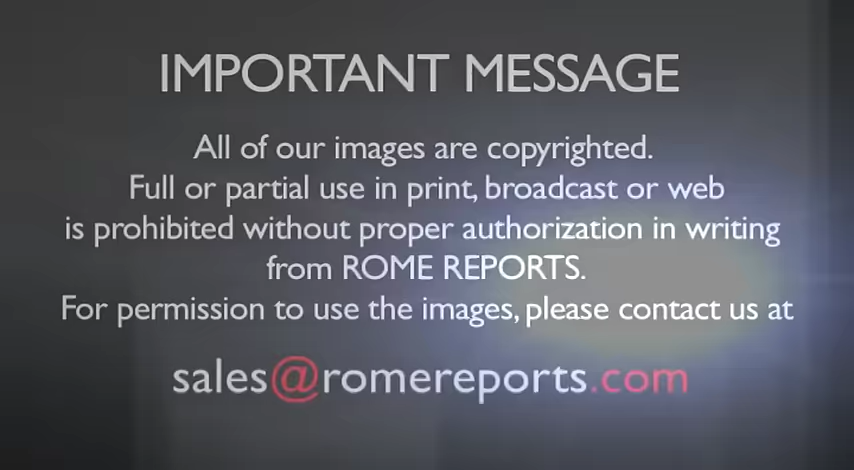 IMPORTANT MESSAGE
All of our images are copyrighted.
Full or partial use in print, broadcast or web
is prohibited without proper authorization in writing
from ROME REPORTS.
For permission to use the images, please contact us at
sales@romereports.com